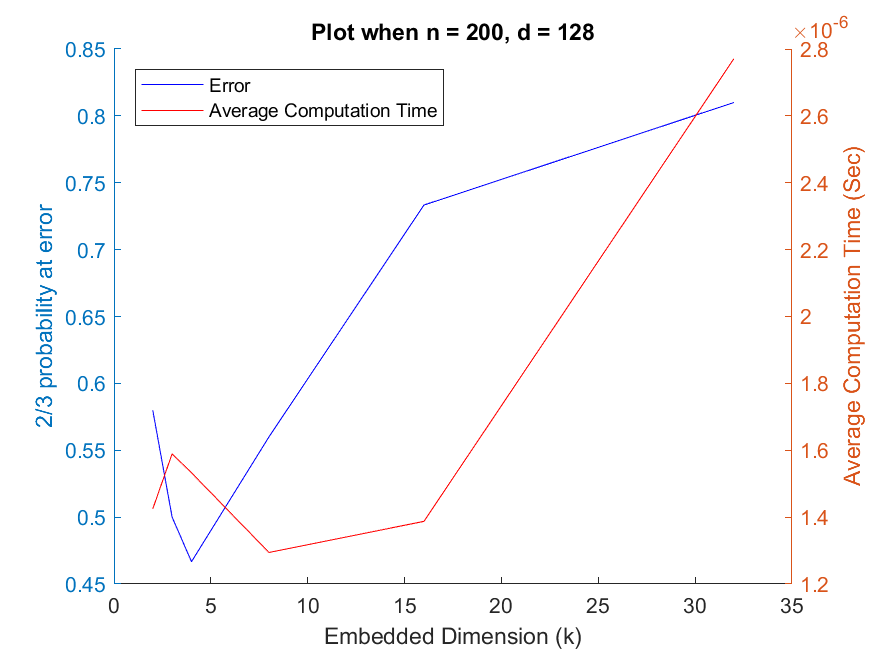 Plot when n = 200, d = 128
×10-6
Error
Average Computation Time
2/3 probability at error
0.85
0.8
0.75
0.7
0.65
0.6
0.55
0.5
0.45
2.8
2.6
2.4
2.2
2
1.8
1.6
1.4
1.2
Average Computation Time (Sec)
0 5 10 15 20 25 30 35
Embedded Dimension (k)